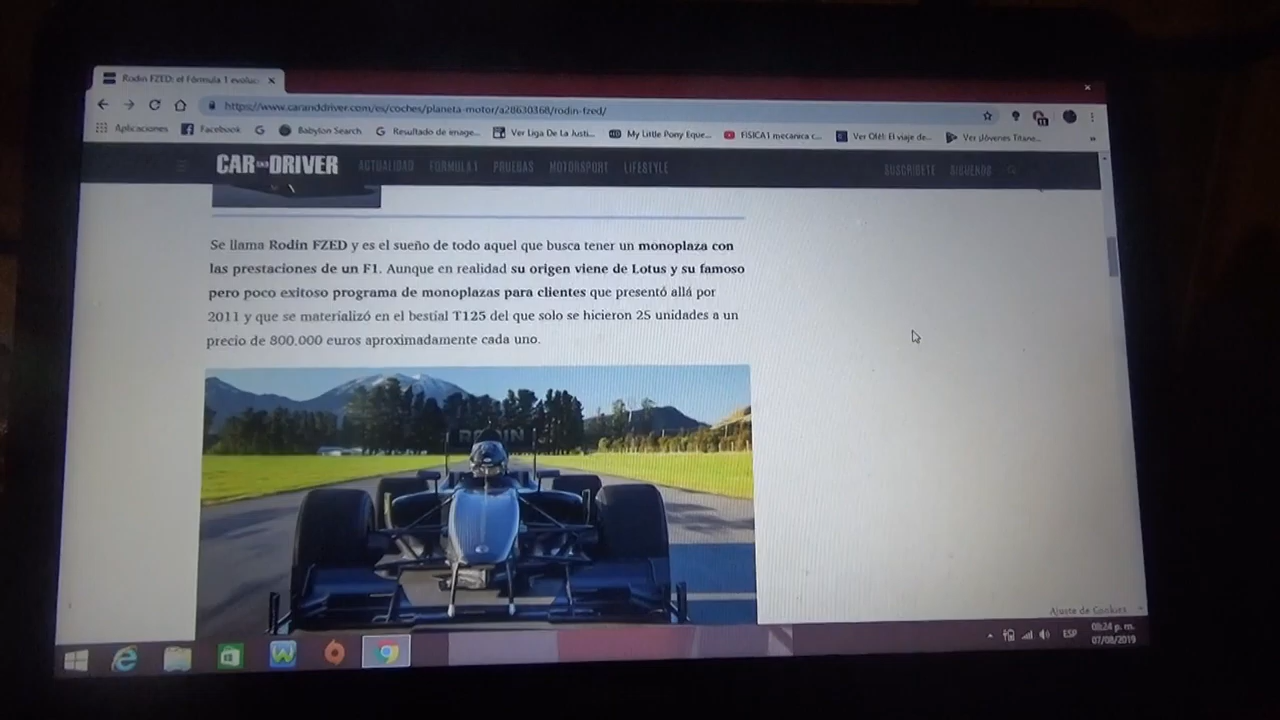 Rodin FZED: el Fórmula 1 evoluc
https://www.caranddriver.com/es/coches/planeta-motor/a28630368/rodin-fzed/
Aplicaciones Facebook Babylon Search Resultado de image... Ver Liga De La Justi... My Little Pony Eque... FISICA1 mecanica c... Ver Olé! El viaje de... Ver ¡Jóvenes Titane...
CAR AND DRIVER ACTUALIDAD FÓRMULA 1 PRUEBAS MOTORSPORT LIFESTYLE SUSCRÍBETE SÍGUENOS
Se llama Rodin FZED y es el sueño de todo aquel que busca tener un monoplaza con
las prestaciones de un F1. Aunque en realidad su origen viene de Lotus y su famoso
pero poco exitoso programa de monoplazas para clientes que presentó allá por
2011 y que se materializó en el bestial T125 del que solo se hicieron 25 unidades a un
precio de 800.000 euros aproximadamente cada uno.
RODIN
Ajuste de Cookies
ESP
08:24 p. m.
07/08/2019